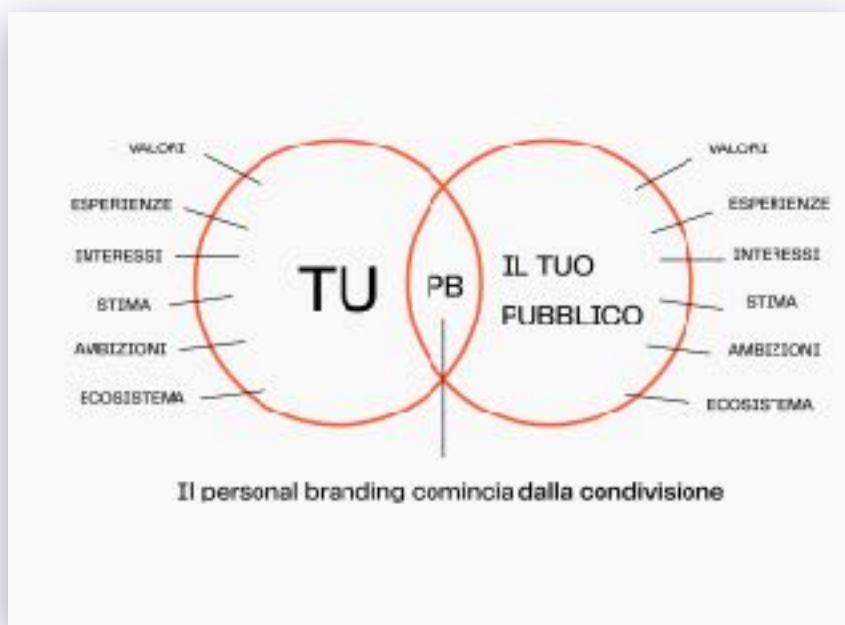 VALORI
ESPERIENZE
INTERESSI
STIMA
AMBIZIONI
ECOSISTEMA
TU
PB
IL TUO
PUBBLICO
VALORI
ESPERIENZE
INTERESSI
STIMA
AMBIZIONI
ECOSISTEMA
Il personal branding comincia dalla condivisione